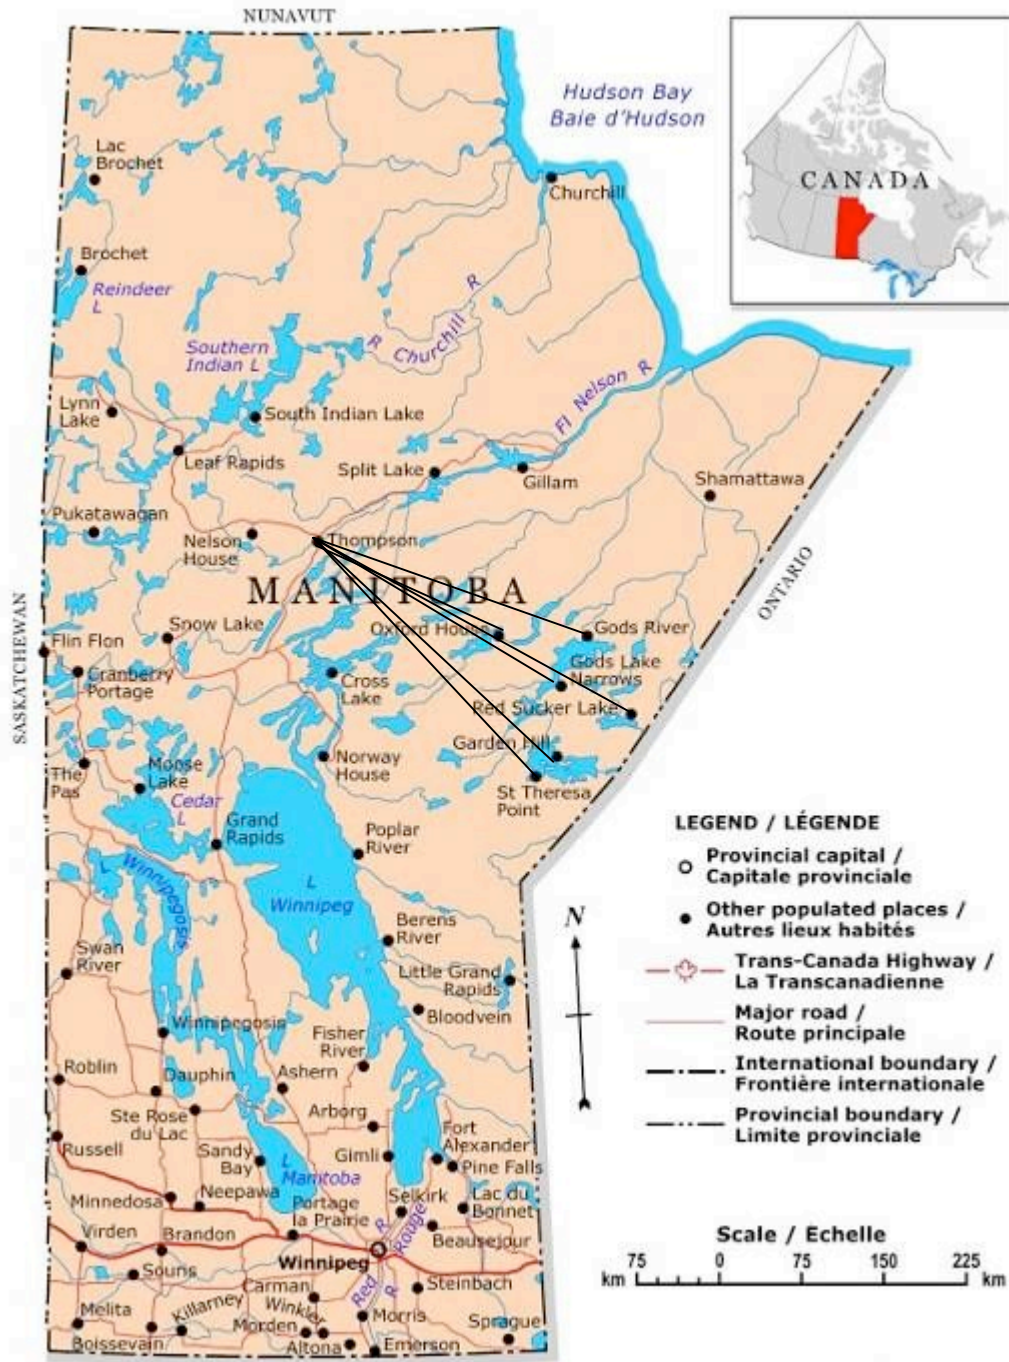 NUNAVUT
Hudson Bay
Baie d'Hudson
CANADA
Lac
Brochet
Churchill
Brochet
Reindeer
L
R
Southern
Indian L
R Churchill
Fl Nelson R
Lynn
Lake
South Indian Lake
Leaf Rapids
Split Lake
Gillam
Shamattawa
Pukatawagan
Nelson
House
Thompson
MANITOBA
ONTARIO
SASKATCHEWAN
Snow Lake
Oxford House
Gods River
Flin Flon
Cranberry
Portage
Cross
Lake
Gods Lake
Narrows
Red Sucker Lake
Norway
House
Garden Hill
The
Pas
Moose
Lake
Cedar
L
St Theresa
Point
Grand
Rapids
Poplar
River
L
Winnipegosis
L
Winnipeg
Berens
River
Swan
River
Little Grand
Rapids
Bloodvein
Winnipegosin
Fisher
River
Roblin
Dauphin
Ashern
Ste Rose
du Lac
Arborg
Fort
Alexander
Russell
Sandy
Bay
L
Manitoba
Gimli
Pine Falls
Minnedosa
Neepawa
Portage
la Prairie
Selkirk
Lac du
Bonnet
Virden
Brandon
R
Rouge
Beausejour
Winnipeg
Souns
Carman
Red
R
Steinbach
Melita
Killarney
Winkler
Morris
Boissevain
Morden
Altona
Emerson
Sprague
LEGEND / LÉGENDE
Provincial capital /
Capitale provinciale
Other populated places /
Autres lieux habités
Trans-Canada Highway /
La Transcanadienne
Major road /
Route principale
International boundary /
Frontière internationale
Provincial boundary /
Limite provinciale
N
Scale / Echelle
75 0 75 150 225
km km